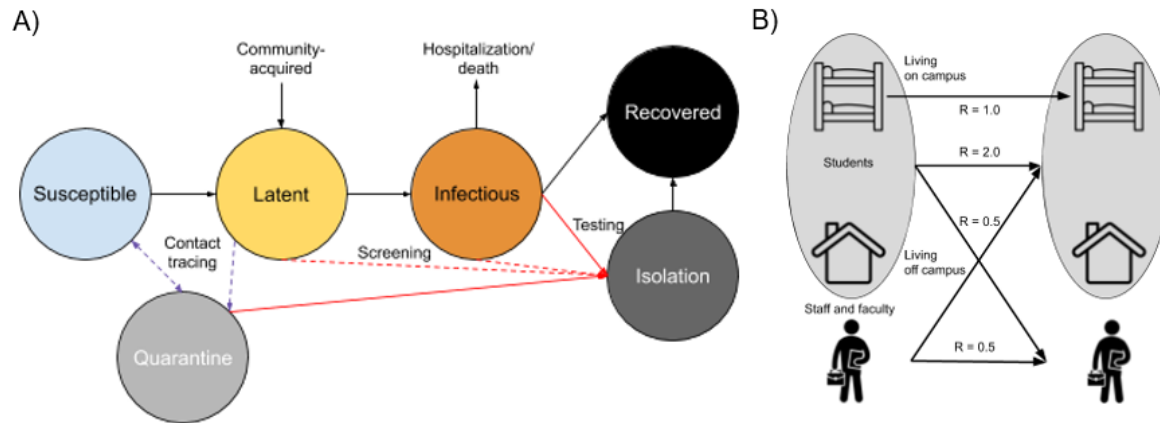 A)
Community-
acquired
Hospitalization/
death
Susceptible
Latent
Infectious
Recovered
Contact
tracing
Screening
Testing
Isolation
Quarantine
B)
Living
on campus
R = 1.0
Students
R = 2.0
R = 0.5
Living
off campus
Staff and faculty
R = 0.5